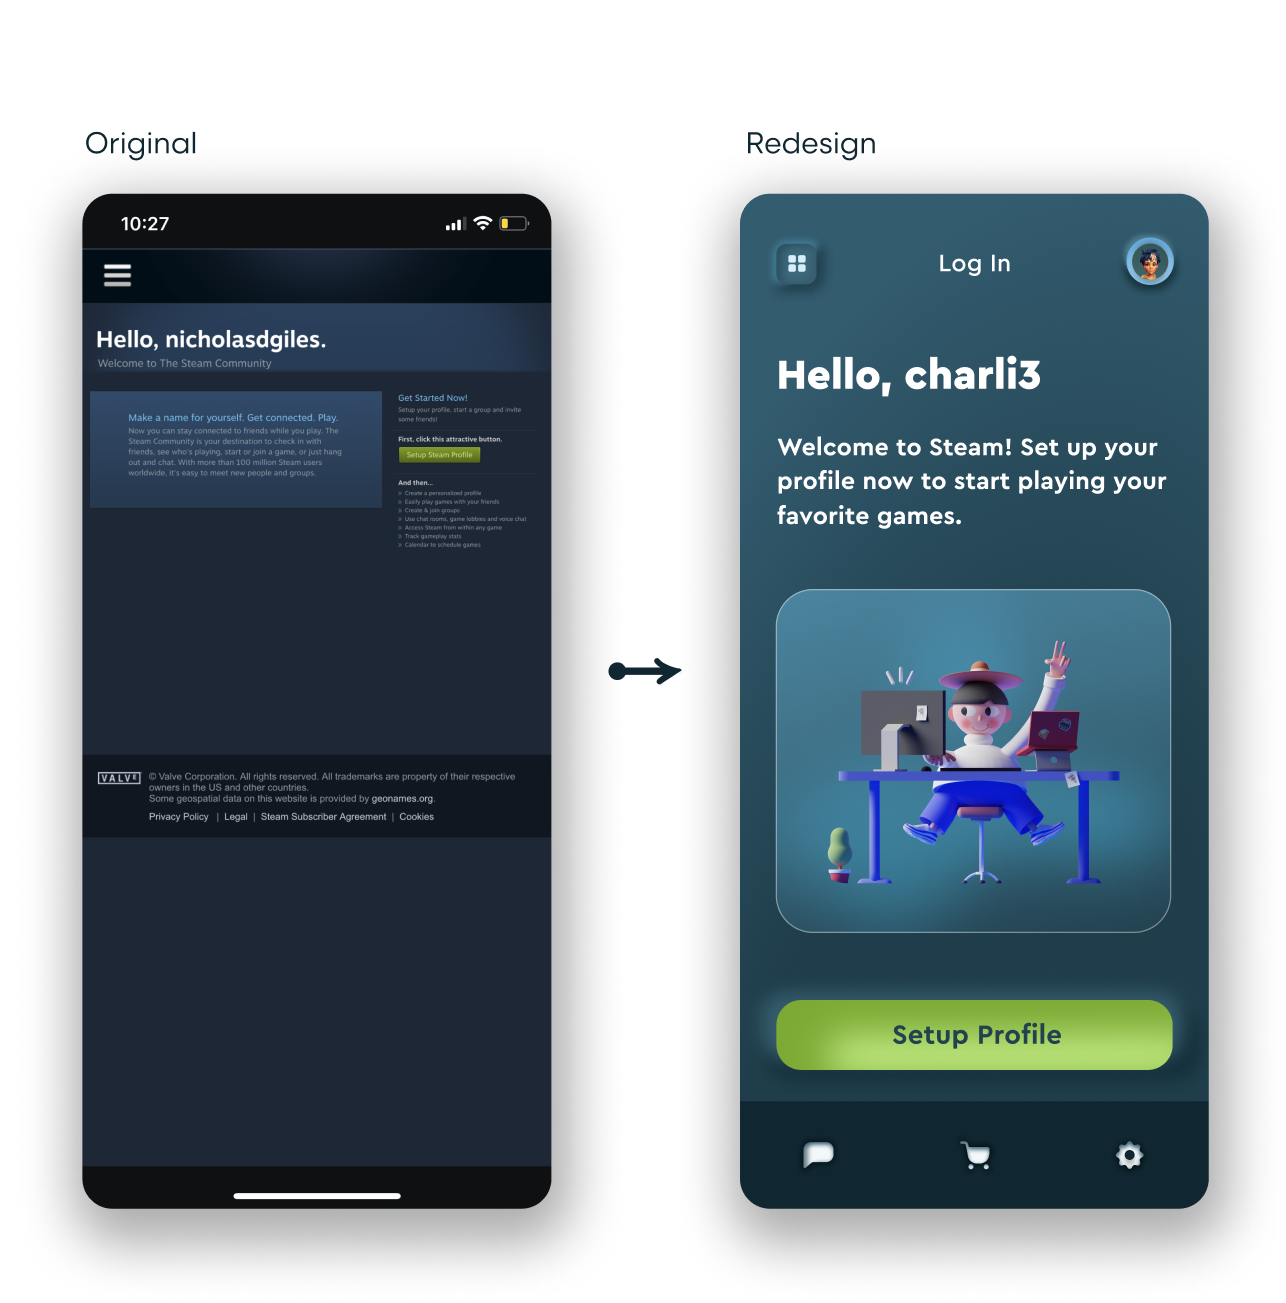 Original
10:27
Hello, nicholasdgiles.
Welcome to The Steam Community
Make a name for yourself. Get connected. Play.
Now you can stay connected to friends while you play. The
Steam Community is your destination to check in with
friends, see who's playing, start or join a game, or just hang
out and chat. With more than 100 million Steam users
worldwide, it's easy to meet new people and groups.
Get Started Now!
Setup your profile, start a group and invite
some friends!
First, click this attractive button.
Setup Steam Profile
And then...
» Create a personalized profile
» Easily play games with your friends
» Create & join groups
» Use chat rooms, game lobbies and voice chat
» Access Steam from within any game
» Track gameplay stats
» Calendar to schedule games
VALVE
© Valve Corporation. All rights reserved. All trademarks are property of their respective
owners in the US and other countries.
Some geospatial data on this website is provided by geonames.org.
Privacy Policy | Legal | Steam Subscriber Agreement | Cookies
Redesign
Log In
Hello, charli3
Welcome to Steam! Set up your
profile now to start playing your
favorite games.
Setup Profile